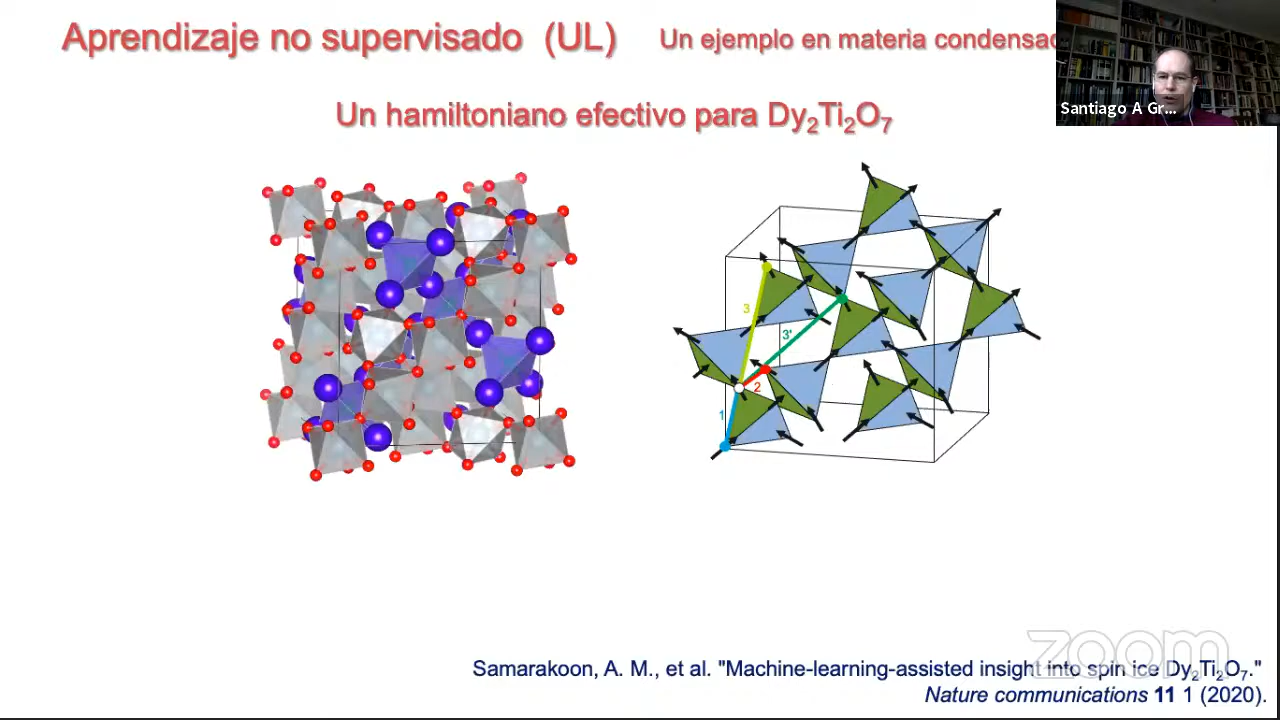 Aprendizaje no supervisado (UL)
Un ejemplo en materia
Santiago A Gr...
Un hamiltoniano efectivo para Dy₂Ti₂O₇
3
3'
2
1
zoom
Samarakoon, A. M., et al. "Machine-learning-assisted insight into spin ice Dy₂Ti₂O₇."
Nature communications 11 1 (2020).